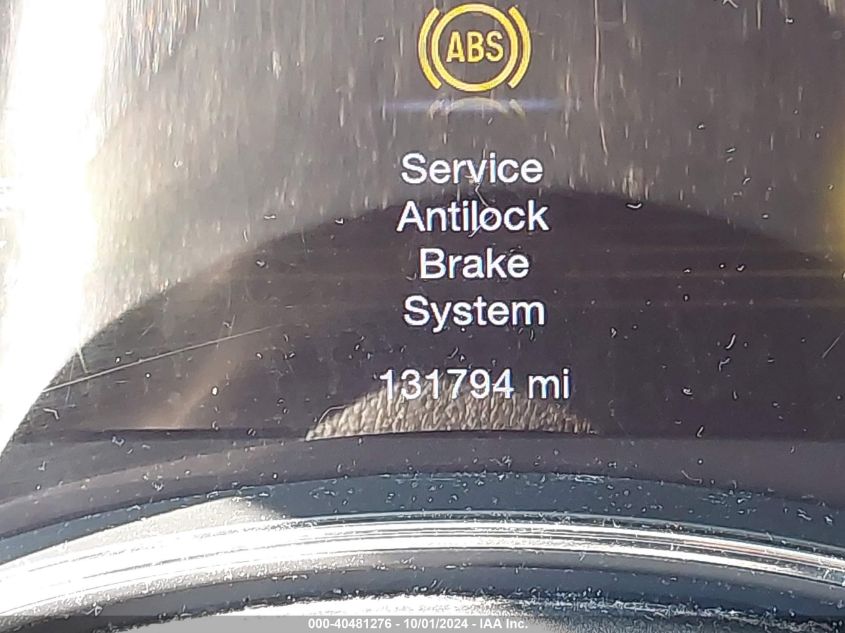 ABS
Service
Antilock
Brake
System
131794 mi
000-40481276 - 10/01/2024 - IAA Inc.